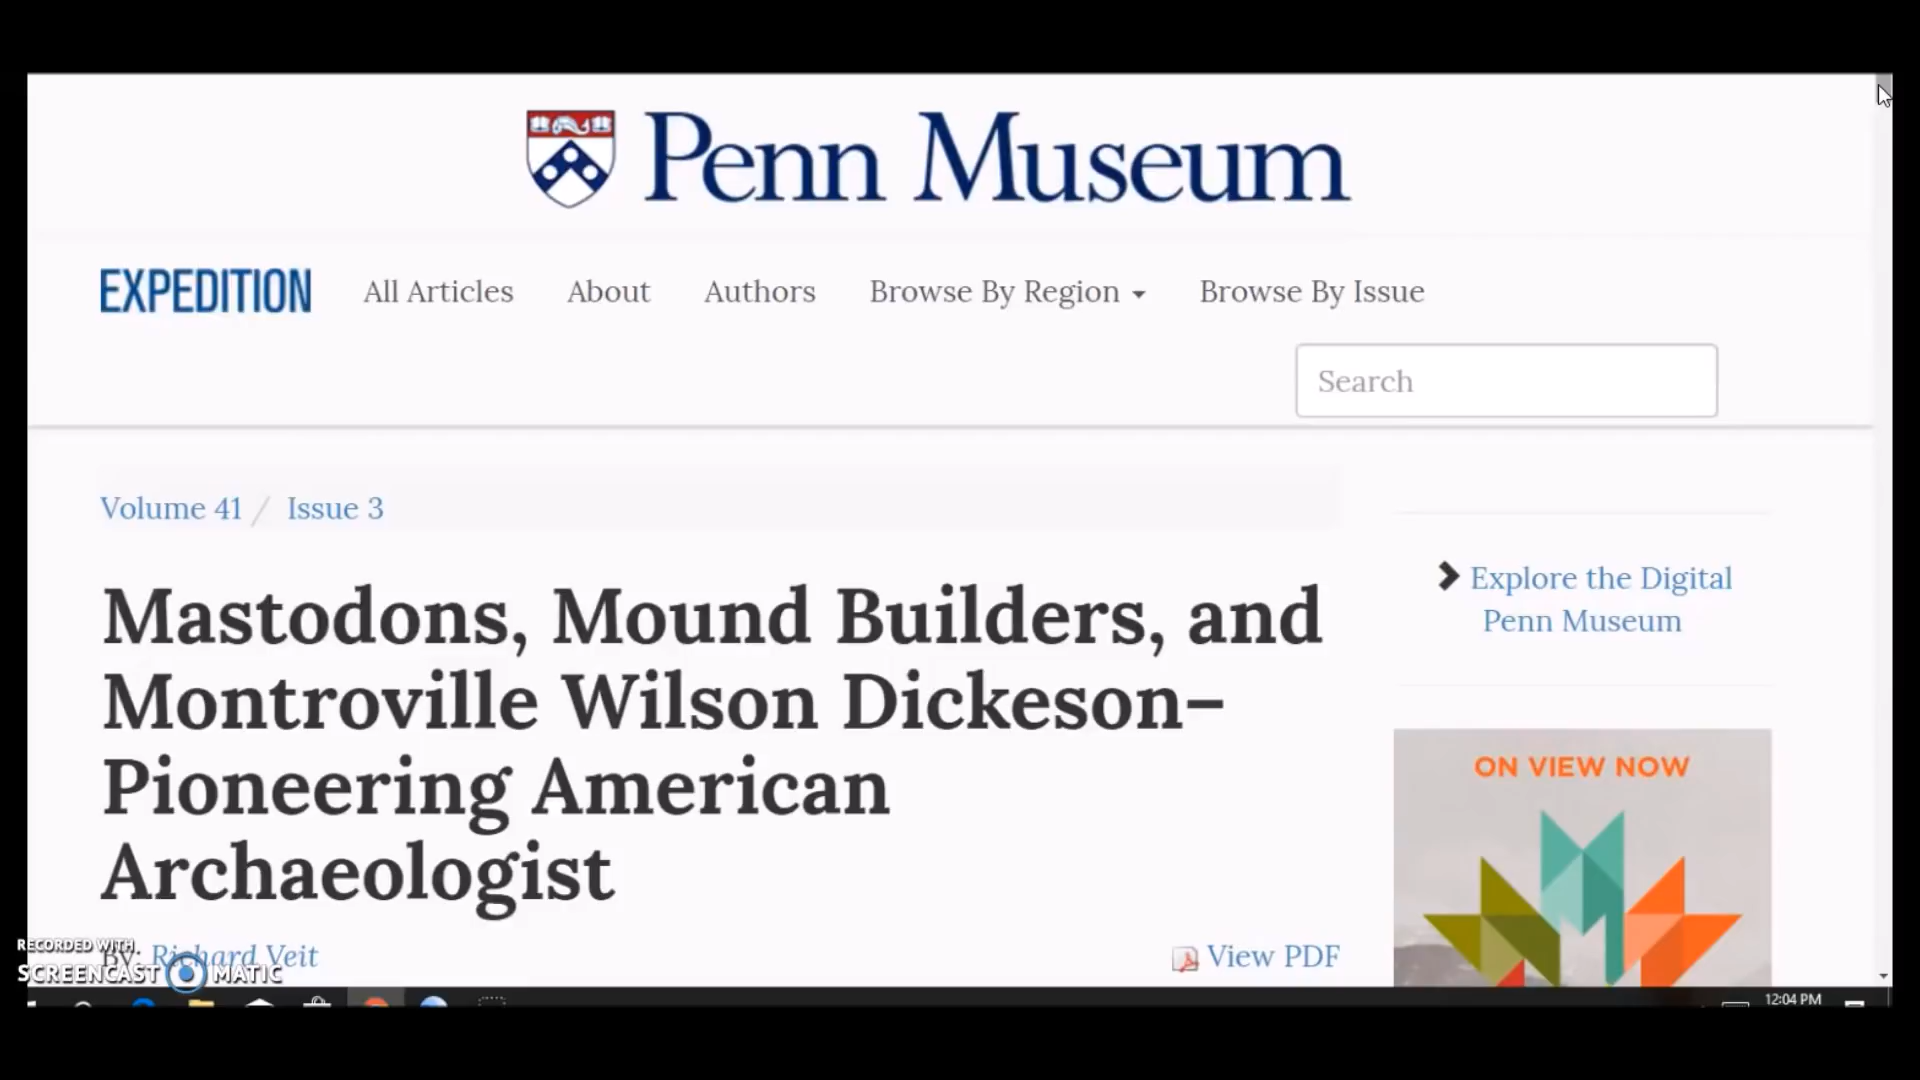 Penn Museum
EXPEDITION All Articles About Authors Browse By Region Browse By Issue
Search
Volume 41 / Issue 3
Explore the Digital
Penn Museum
Mastodons, Mound Builders, and
Montroville Wilson Dickeson–
Pioneering American
Archaeologist
ON VIEW NOW
By: Richard Veit
View PDF
RECORDED WITH
SCREENCAST MATIC
12:04 PM